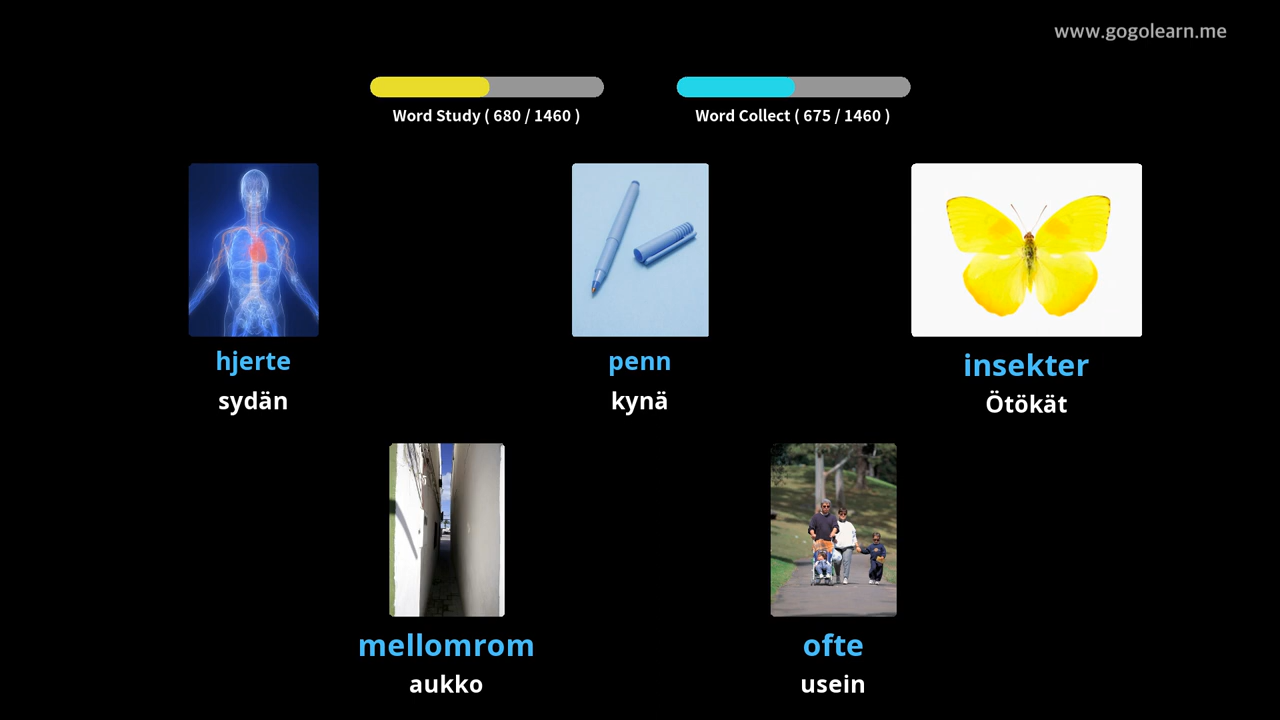 www.gogolearn.me
Word Study ( 680 / 1460 )
Word Collect ( 675 / 1460 )
hjerte
sydän
penn
kynä
insekter
Ötökät
mellomrom
aukko
ofte
usein